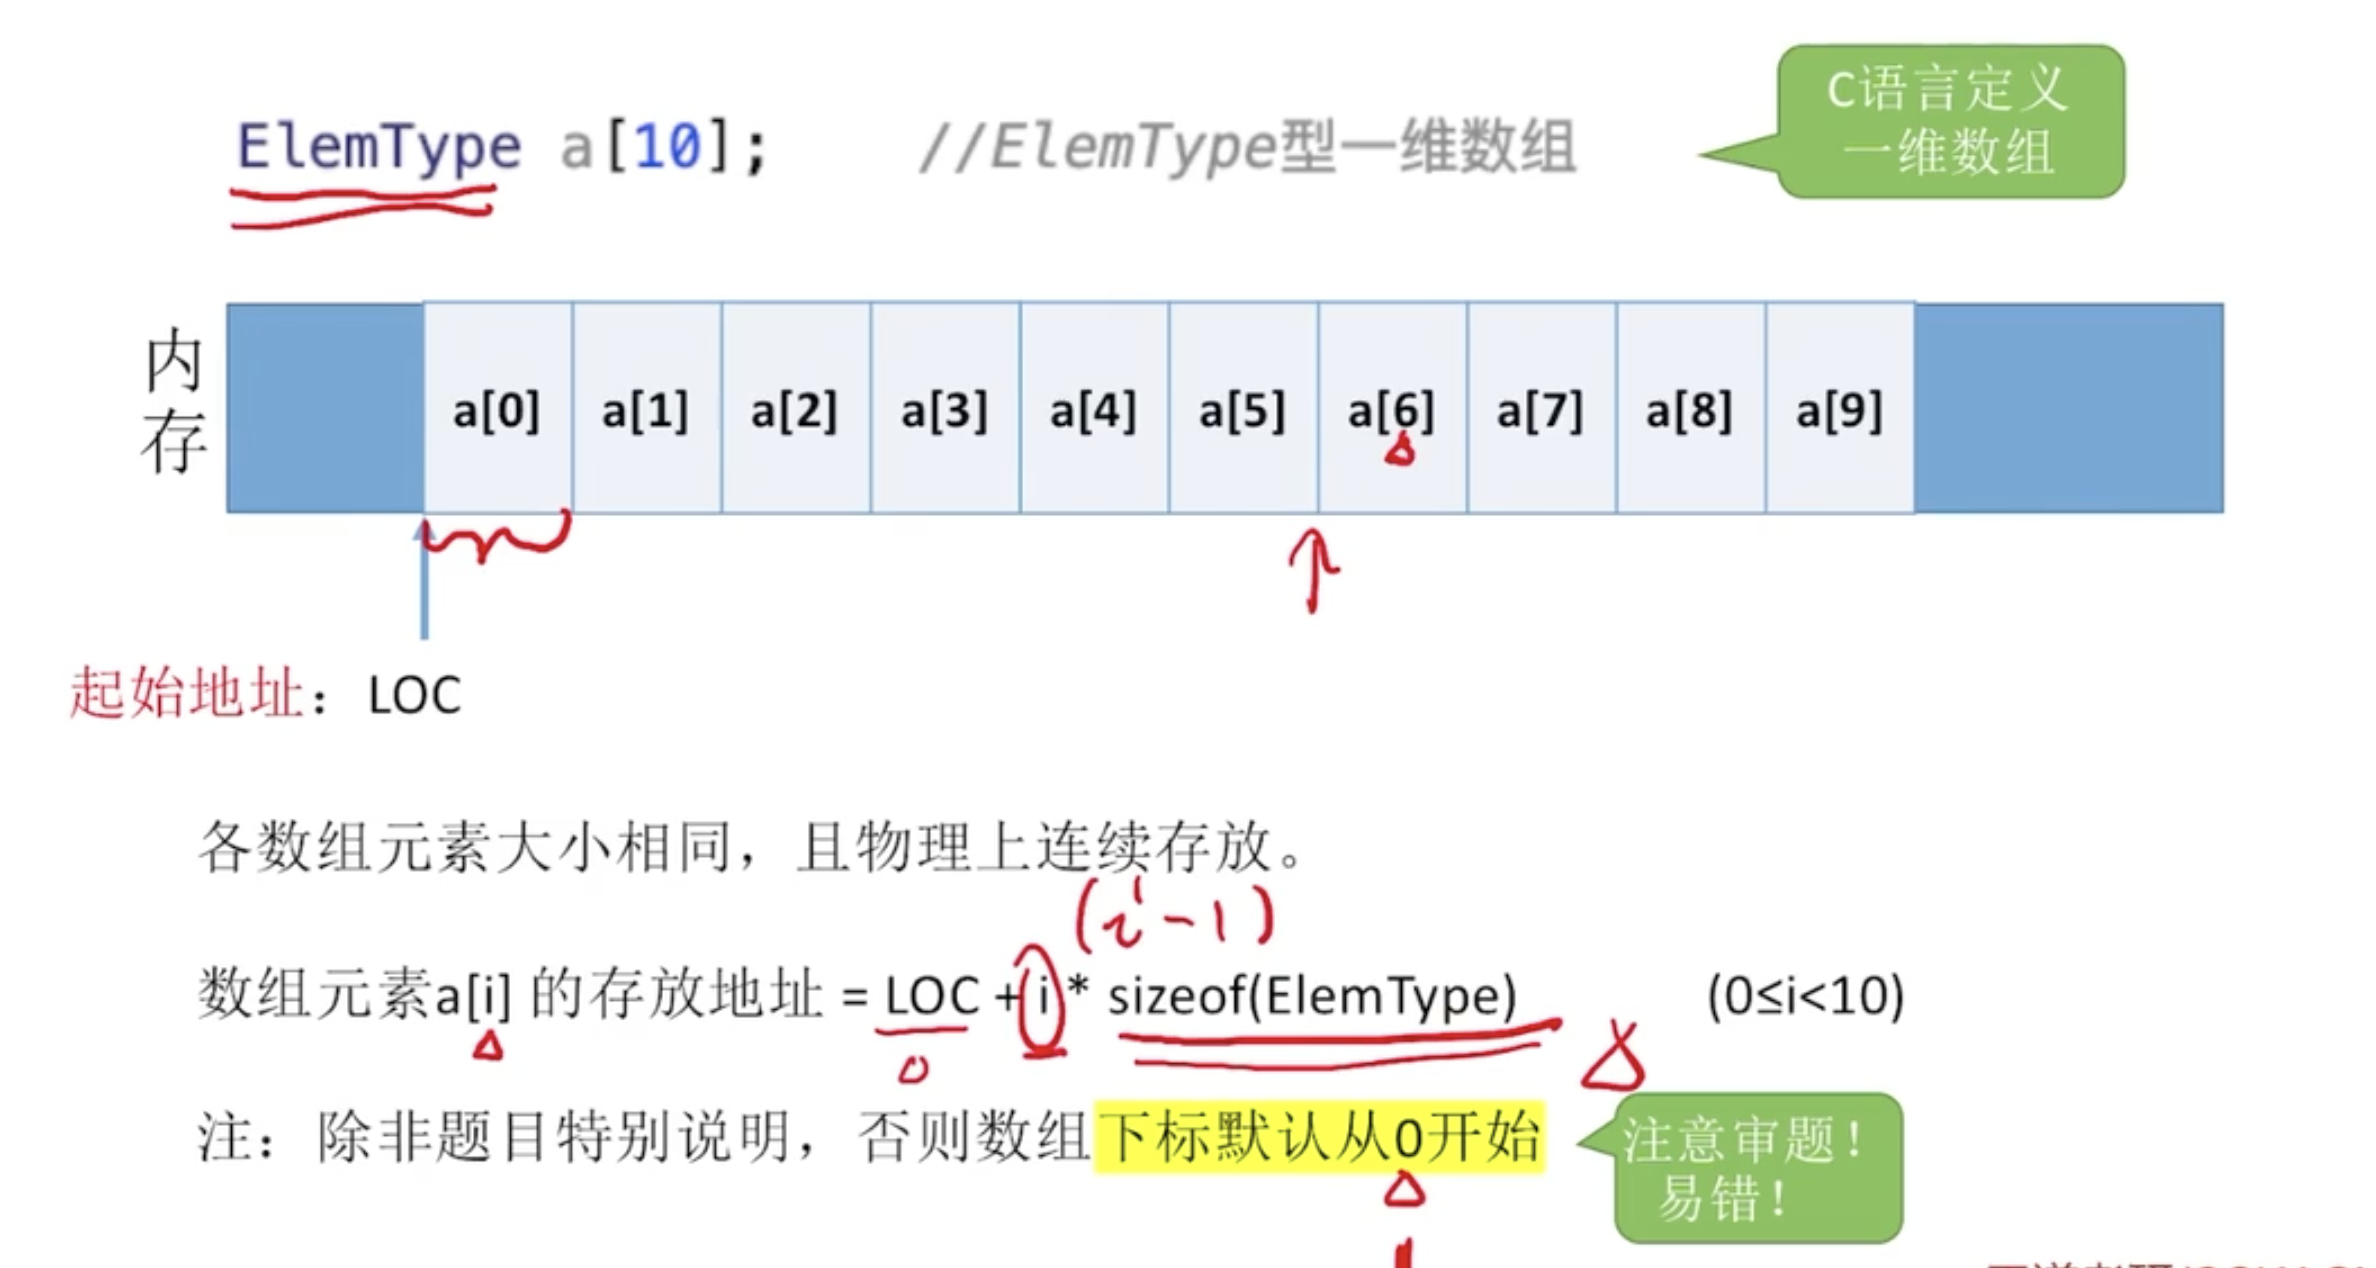 C语言定义
一维数组
ElemType a[10]; //ElemType型一维数组
内存
a[0] a[1] a[2] a[3] a[4] a[5] a[6] a[7] a[8] a[9]
起始地址：LOC
各数组元素大小相同，且物理上连续存放。
(i-1)
数组元素a[i] 的存放地址 = LOC + i * sizeof(ElemType) (0≤i<10)
0
注：除非题目特别说明，否则数组下标默认从0开始
注意审题！
易错！
1